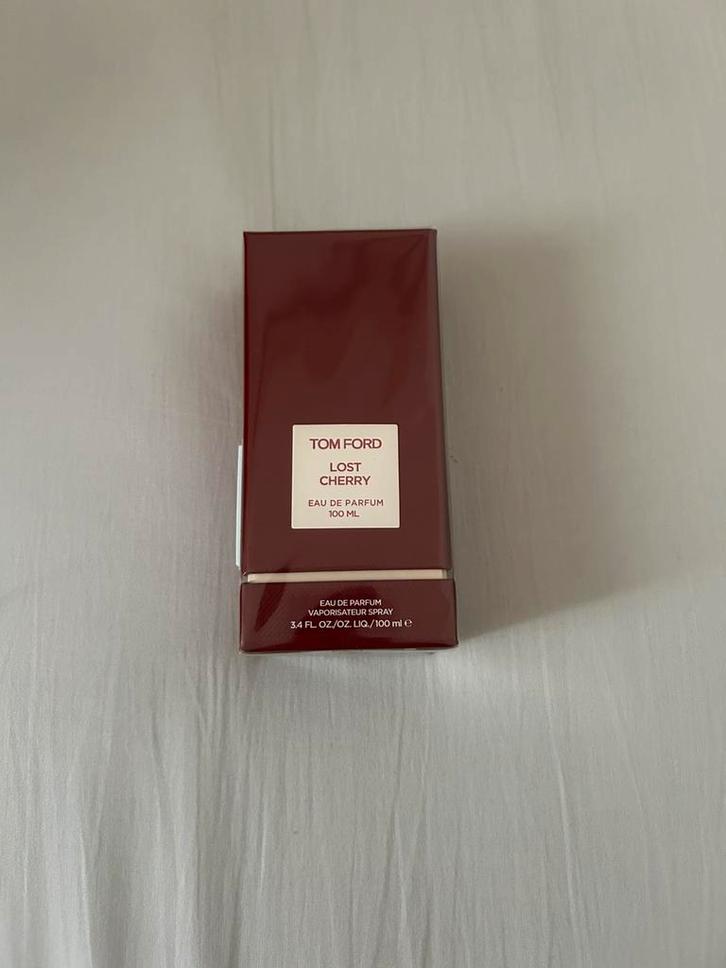 TOM FORD
LOST
CHERRY
EAU DE PARFUM
100 ML
EAU DE PARFUM
VAPORISATEUR SPRAY
3.4 FL. OZ./OZ. LIQ./100 ml ℮